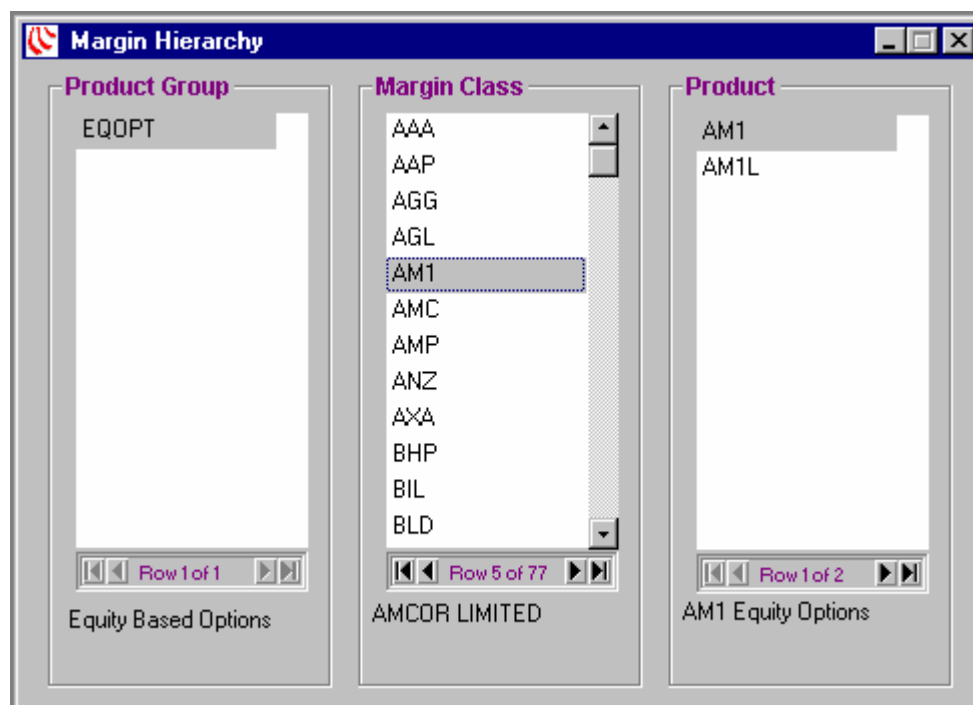 Margin Hierarchy
Product Group
EQOPT
Row 1 of 1
Equity Based Options
Margin Class
AAA
AAP
AGG
AGL
AM1
AMC
AMP
ANZ
AXA
BHP
BIL
BLD
Row 5 of 77
AMCOR LIMITED
Product
AM1
AM1L
Row 1 of 2
AM1 Equity Options